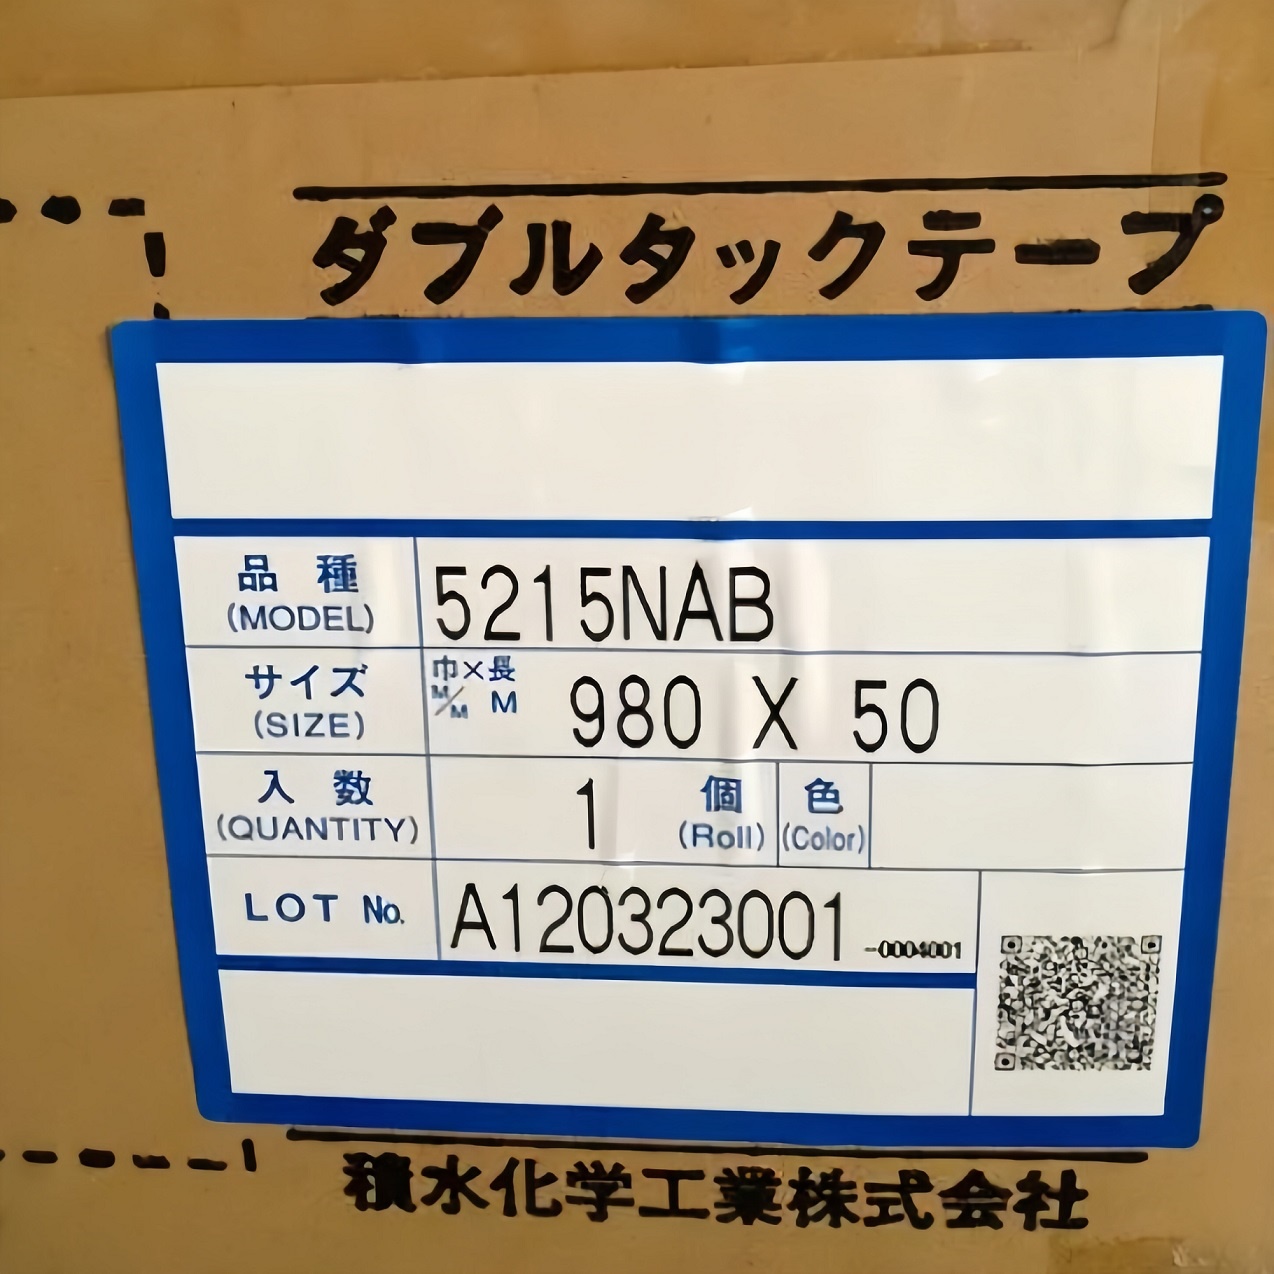 ダブルタックテープ
品種 5215NAB
(MODEL)
サイズ 巾×長 980 X 50
(SIZE) M/M M
入数 1 個 色
(QUANTITY) (Roll) (Color)
LOT No. A120323001 -0004001
積水化学工業株式会社